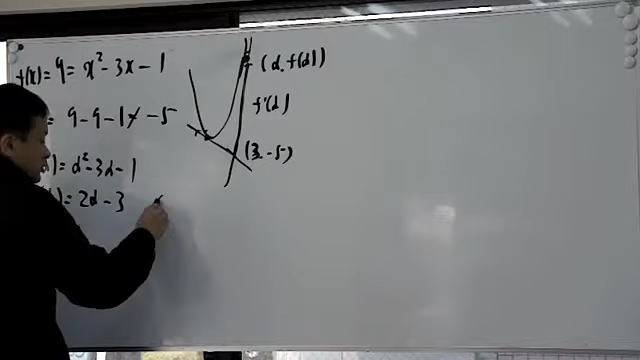 f(x) = y = x² - 3x - 1
= 9 - 9 - 1 ≠ -5
= d² - 3d - 1
= 2d - 3
(d. f(d))
f'(d)
(3. -5)